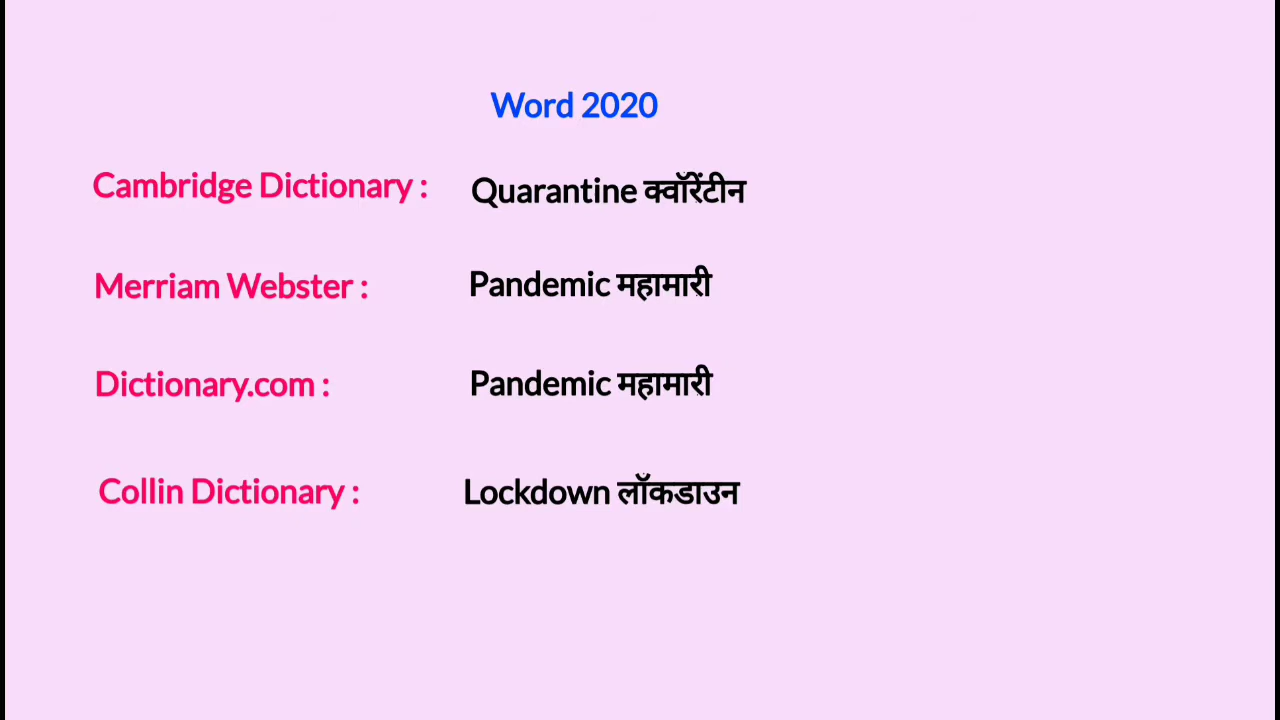 Word 2020
Cambridge Dictionary : Quarantine क्वॉरेंटीन
Merriam Webster : Pandemic महामारी
Dictionary.com : Pandemic महामारी
Collin Dictionary : Lockdown लॉकडाउन